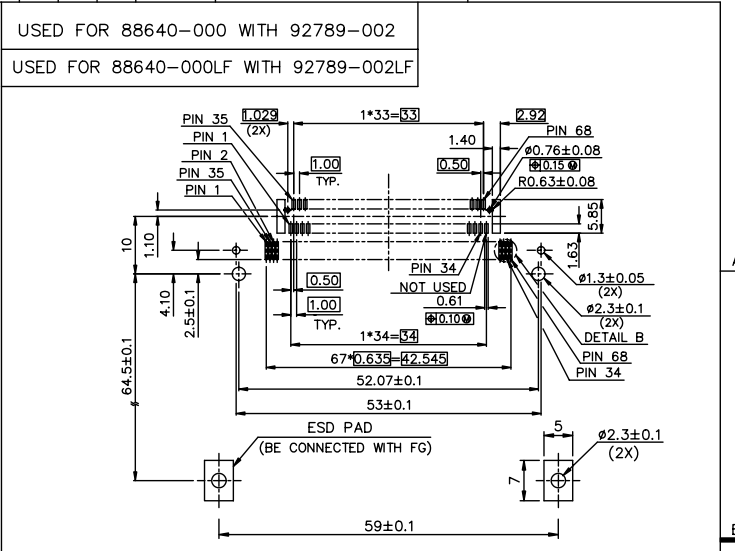 USED FOR 88640-000 WITH 92789-002
USED FOR 88640-000LF WITH 92789-002LF
PIN 35
1.029
(2X)
1*33=33
2.92
PIN 1
1.40
PIN 68
PIN 2
1.00
TYP.
0.50
ø0.76±0.08
⌖0.15Ⓜ
PIN 35
R0.63±0.08
PIN 1
5.85
10
1.10
1.63
PIN 34
NOT USED
4.10
2.5±0.1
0.50
0.61
ø1.3±0.05
(2X)
1.00
TYP.
⌖0.10Ⓜ
ø2.3±0.1
(2X)
1*34=34
DETAIL B
67*0.635=42.545
PIN 68
64.5±0.1
52.07±0.1
PIN 34
53±0.1
ESD PAD
(BE CONNECTED WITH FG)
5
ø2.3±0.1
(2X)
7
59±0.1